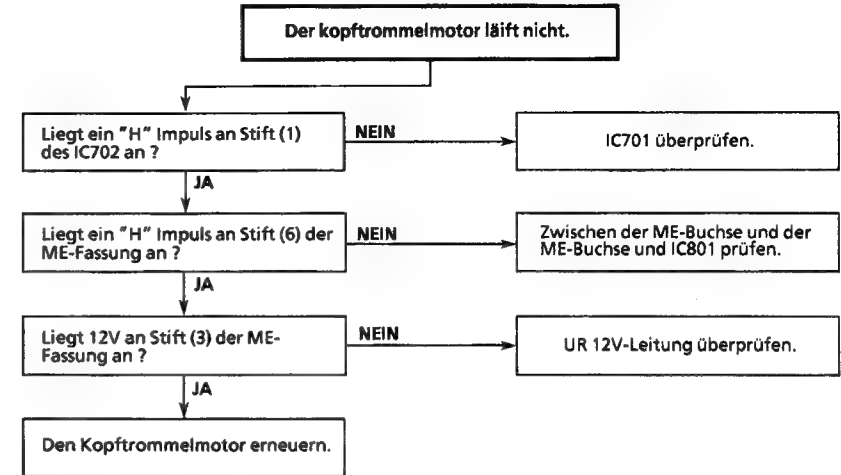 Der kopftrommelmotor läift nicht.
Liegt ein "H" Impuls an Stift (1)
des IC702 an ?
NEIN
IC701 überprüfen.
JA
Liegt ein "H" Impuls an Stift (6) der
ME-Fassung an ?
NEIN
Zwischen der ME-Buchse und der
ME-Buchse und IC801 prüfen.
JA
Liegt 12V an Stift (3) der ME-
Fassung an ?
NEIN
UR 12V-Leitung überprüfen.
JA
Den Kopftrommelmotor erneuern.